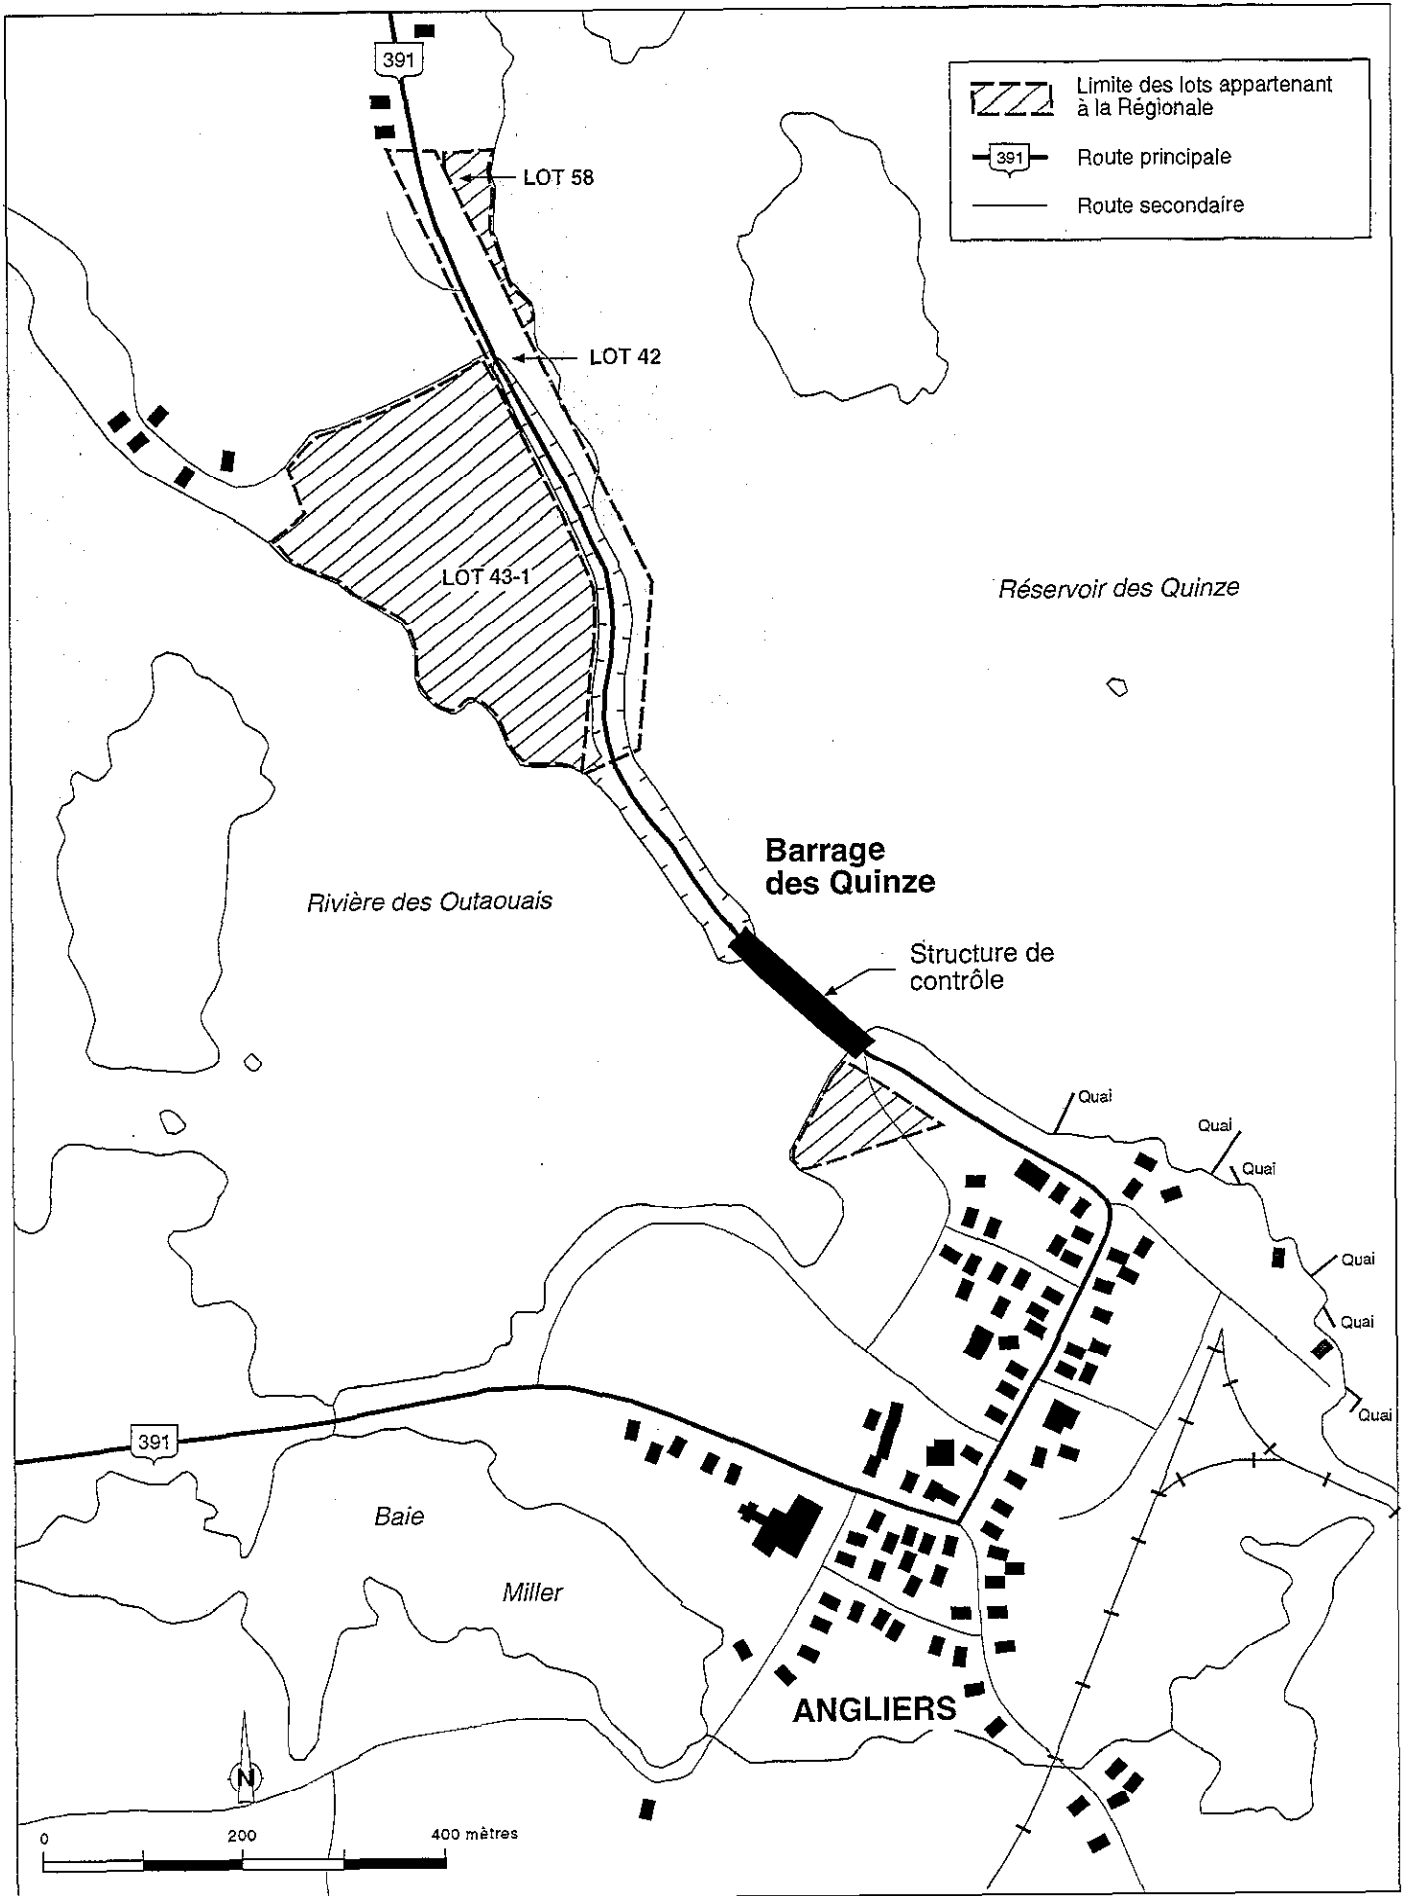 391
Limite des lots appartenant
à la Régionale
391
Route principale
Route secondaire
LOT 58
LOT 42
LOT 43-1
Réservoir des Quinze
Barrage
des Quinze
Rivière des Outaouais
Structure de
contrôle
Quai
Quai
Quai
Quai
Quai
Quai
391
Baie
Miller
ANGLIERS
N
0
200
400 mètres